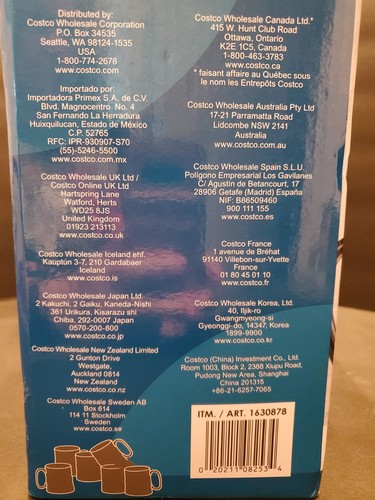 Distributed by:
Costco Wholesale Corporation
P.O. Box 34535
Seattle, WA 98124-1535
USA
1-800-774-2678
www.costco.com
Importado por:
Importadora Primex S.A. de C.V.
Blvd. Magnocentro No. 4
San Fernando La Herradura
Huixquilucan, Estado de México
C.P. 52765
RFC: IPR-930907-S70
(55)-5246-5500
www.costco.com.mx
Costco Wholesale UK Ltd /
Costco Online UK Ltd
Hartspring Lane
Watford, Herts
WD25 8JS
United Kingdom
01923 213113
www.costco.co.uk
Costco Wholesale Iceland ehf.
Kauptún 3-7, 210 Gardabaer
Iceland
www.costco.is
Costco Wholesale Japan Ltd.
2 Kakuchi, 2 Gaiku, Kaneda-Nishi
361 Urikura, Kisarazu shi
Chiba, 292-0007 Japan
0570-200-800
www.costco.co.jp
Costco Wholesale New Zealand Limited
2 Gunton Drive
Westgate,
Auckland 0814
New Zealand
www.costco.co.nz
Costco Wholesale Sweden AB
Box 614
114 11 Stockholm
Sweden
www.costco.se
Costco Wholesale Canada Ltd.*
415 W. Hunt Club Road
Ottawa, Ontario
K2E 1C5, Canada
1-800-463-3783
www.costco.ca
* faisant affaire au Québec sous
le nom les Entrepôts Costco
Costco Wholesale Australia Pty Ltd
17-21 Parramatta Road
Lidcombe NSW 2141
Australia
www.costco.com.au
Costco Wholesale Spain S.L.U.
Polígono Empresarial Los Gavilanes
C/ Agustín de Betancourt, 17
28906 Getafe (Madrid) España
NIF: B86509460
900 111 155
www.costco.es
Costco France
1 avenue de Bréhat
91140 Villebon-sur-Yvette
France
01 80 45 01 10
www.costco.fr
Costco Wholesale Korea, Ltd.
40, Iljik-ro
Gwangmyeong-si
Gyeonggi-do, 14347, Korea
1899-9900
www.costco.co.kr
Costco (China) Investment Co., Ltd.
Room 1003, Block 2, 2388 Xiupu Road,
Pudong New Area, Shanghai
China 201315
+86-21-6257-7065
ITM. / ART. 1630878
0 20211 08253 4